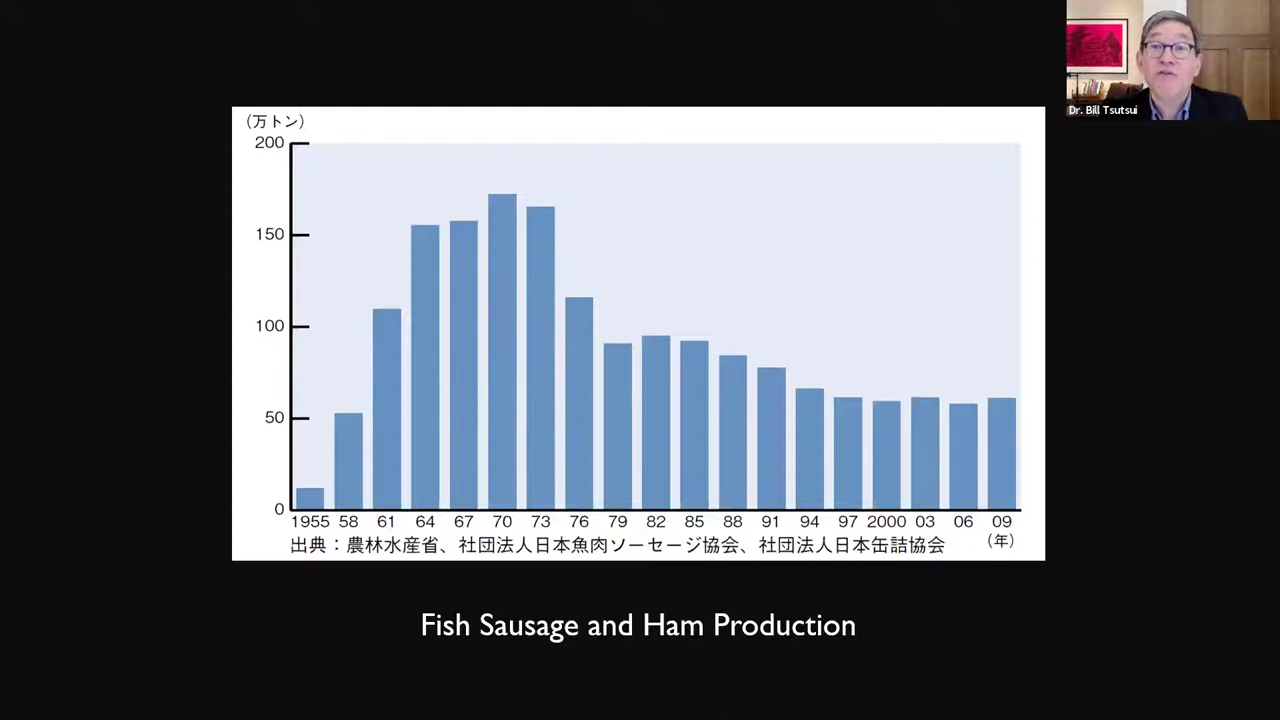 Dr. Bill Tsutsui
（万トン）
200
150
100
50
0
1955 58 61 64 67 70 73 76 79 82 85 88 91 94 97 2000 03 06 09
（年）
出典：農林水産省、社団法人日本魚肉ソーセージ協会、社団法人日本缶詰協会
Fish Sausage and Ham Production